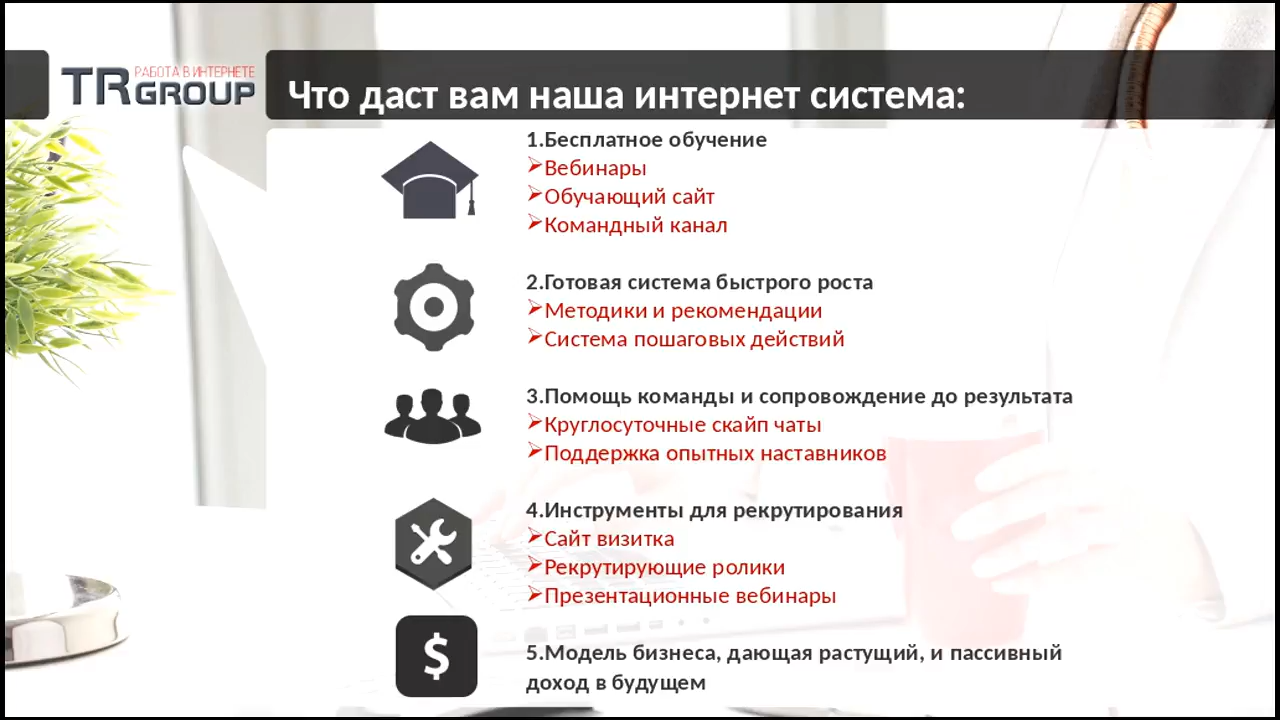 TR GROUP
РАБОТА В ИНТЕРНЕТЕ
Что даст вам наша интернет система:
1.Бесплатное обучение
➢Вебинары
➢Обучающий сайт
➢Командный канал
2.Готовая система быстрого роста
➢Методики и рекомендации
➢Система пошаговых действий
3.Помощь команды и сопровождение до результата
➢Круглосуточные скайп чаты
➢Поддержка опытных наставников
4.Инструменты для рекрутирования
➢Сайт визитка
➢Рекрутирующие ролики
➢Презентационные вебинары
$
5.Модель бизнеса, дающая растущий, и пассивный
доход в будущем